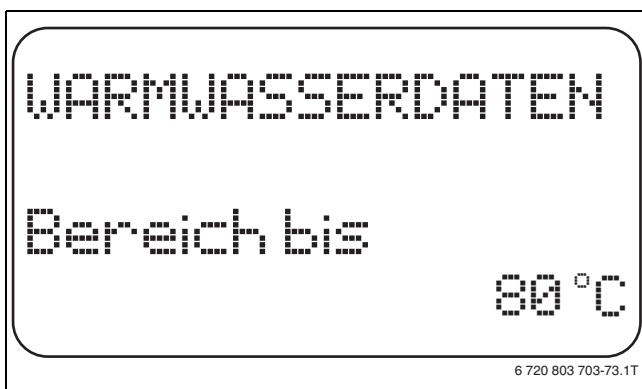 WARMWASSERDATEN
Bereich bis
80 °C
6 720 803 703-73.1T